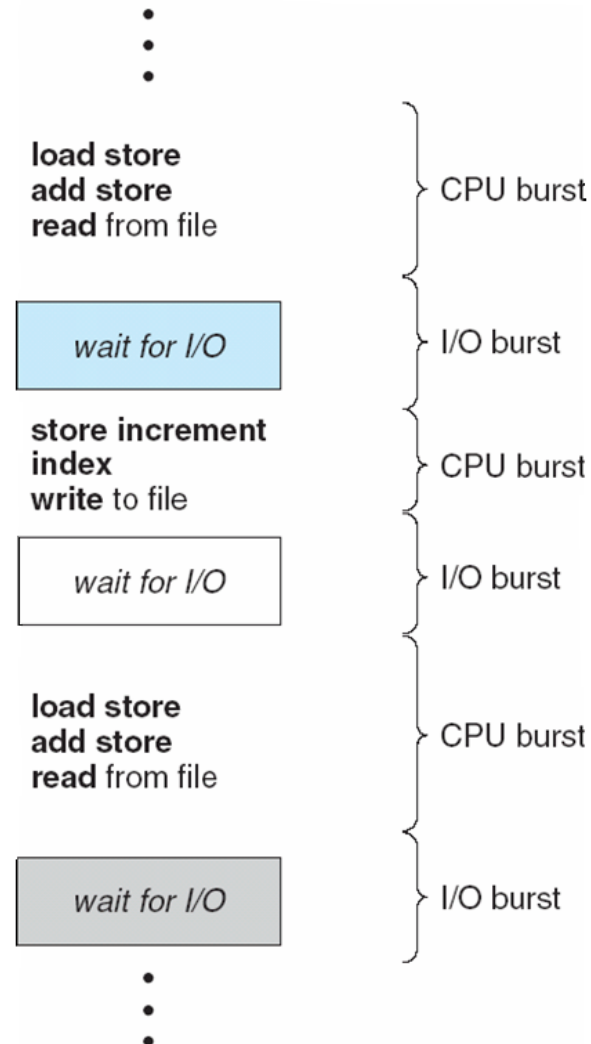 load store
add store
read from file
CPU burst
wait for I/O
I/O burst
store increment
index
write to file
CPU burst
wait for I/O
I/O burst
load store
add store
read from file
CPU burst
wait for I/O
I/O burst